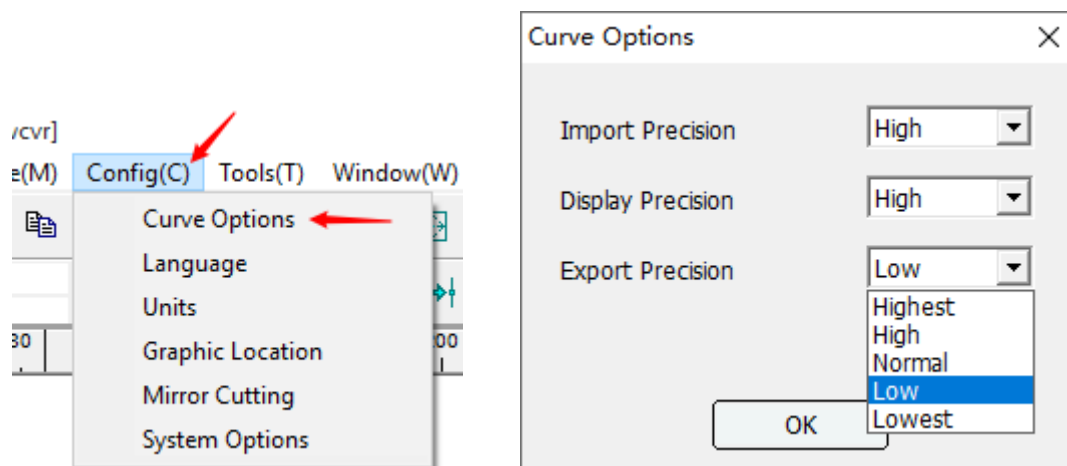 vcvr]
e(M) Config(C) Tools(T) Window(W)
Curve Options
Language
Units
30
00
Graphic Location
Mirror Cutting
System Options
Curve Options
Import Precision High
Display Precision High
Export Precision Low
Highest
High
Normal
Low
Lowest
OK